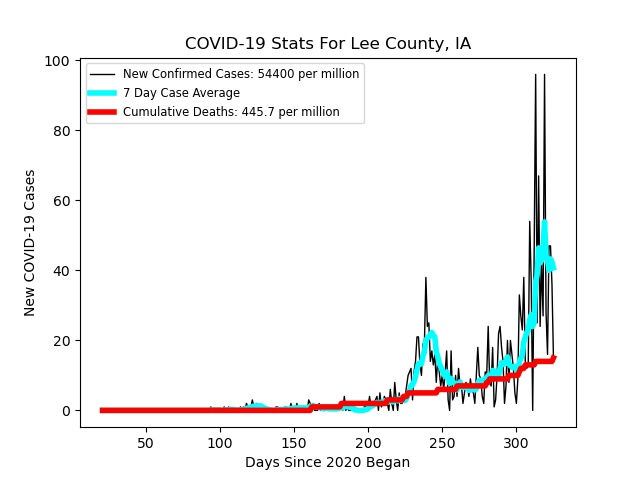 COVID-19 Stats For Lee County, IA
New Confirmed Cases: 54400 per million
7 Day Case Average
Cumulative Deaths: 445.7 per million
New COVID-19 Cases
100
80
60
40
20
0
50
100
150
200
250
300
Days Since 2020 Began